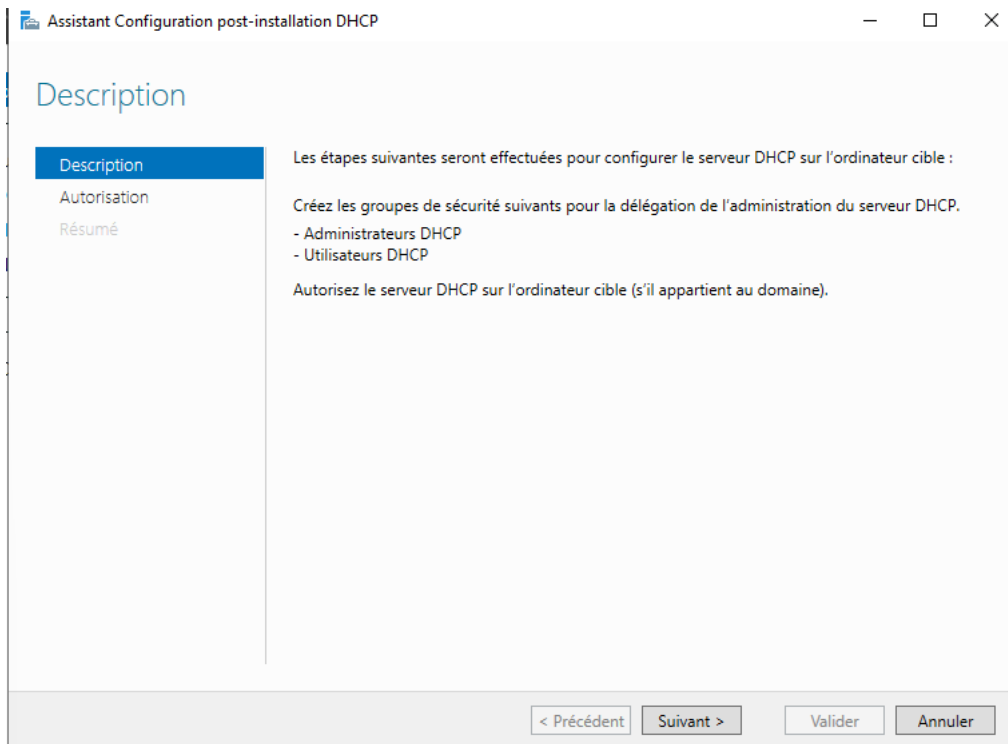 Assistant Configuration post-installation DHCP
Description
Description
Autorisation
Résumé
Les étapes suivantes seront effectuées pour configurer le serveur DHCP sur l'ordinateur cible :
Créez les groupes de sécurité suivants pour la délégation de l'administration du serveur DHCP.
- Administrateurs DHCP
- Utilisateurs DHCP
Autorisez le serveur DHCP sur l'ordinateur cible (s'il appartient au domaine).
< Précédent Suivant > Valider Annuler